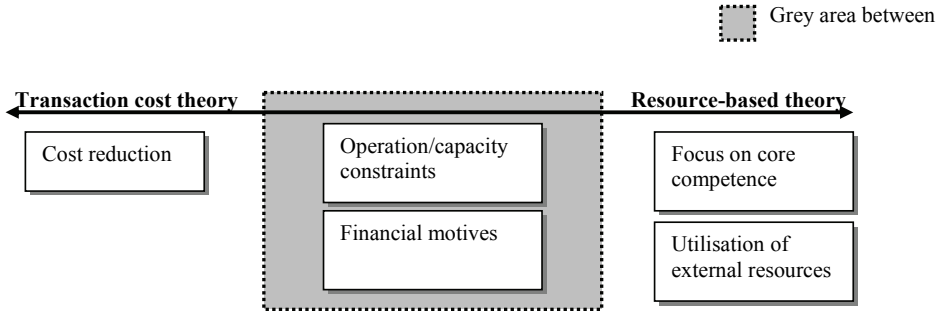 Grey area between
Transaction cost theory
Resource-based theory
Cost reduction
Operation/capacity
constraints
Financial motives
Focus on core
competence
Utilisation of
external resources